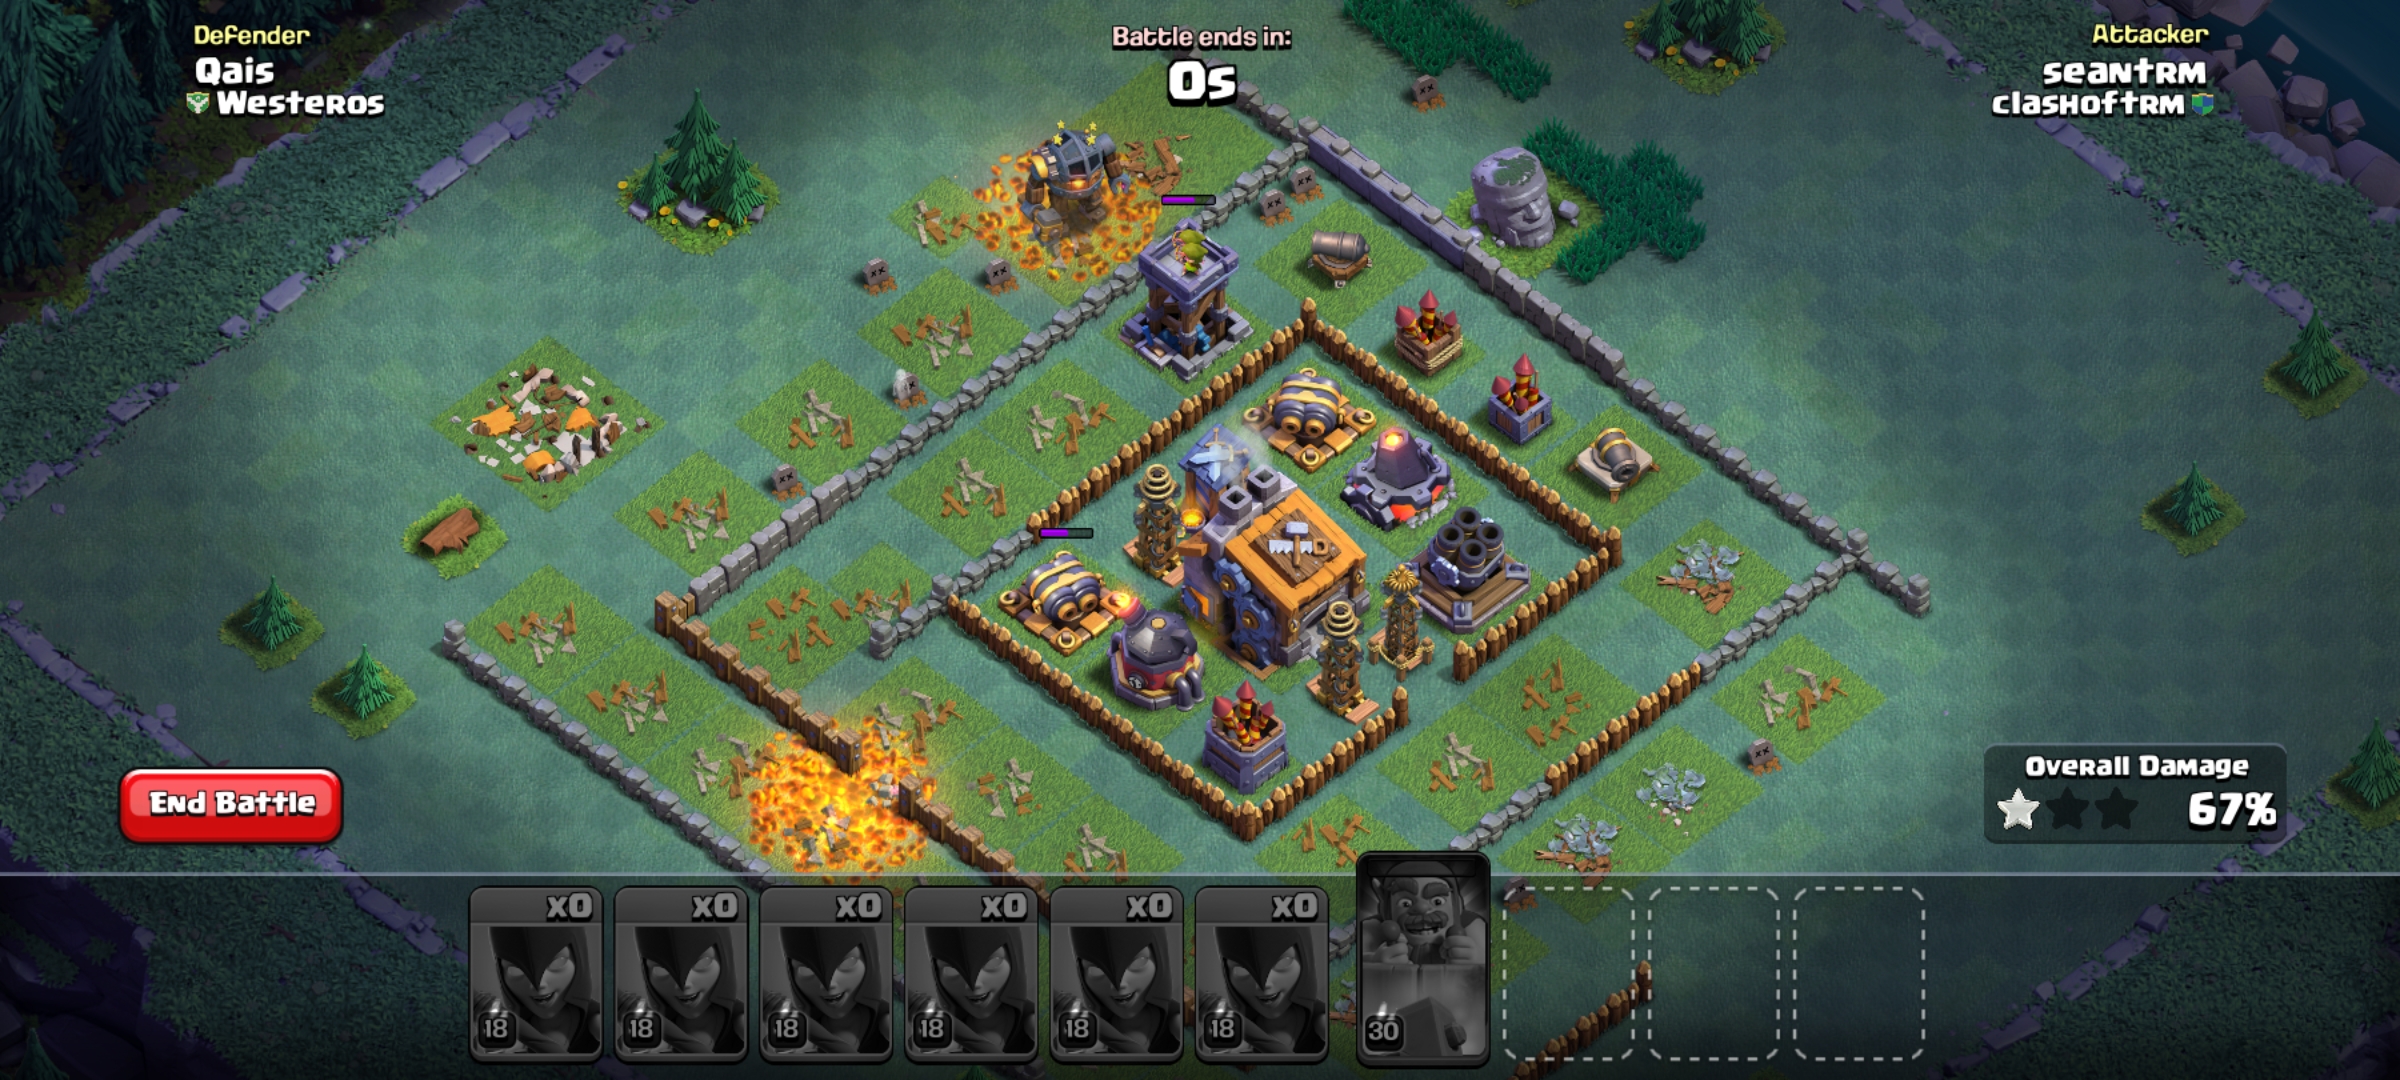 Defender
Qais
Westeros
Battle ends in:
0s
Attacker
seantRM
clashoftRM
End Battle
Overall Damage
67%
x0
x0
x0
x0
x0
x0
18
18
18
18
18
18
30